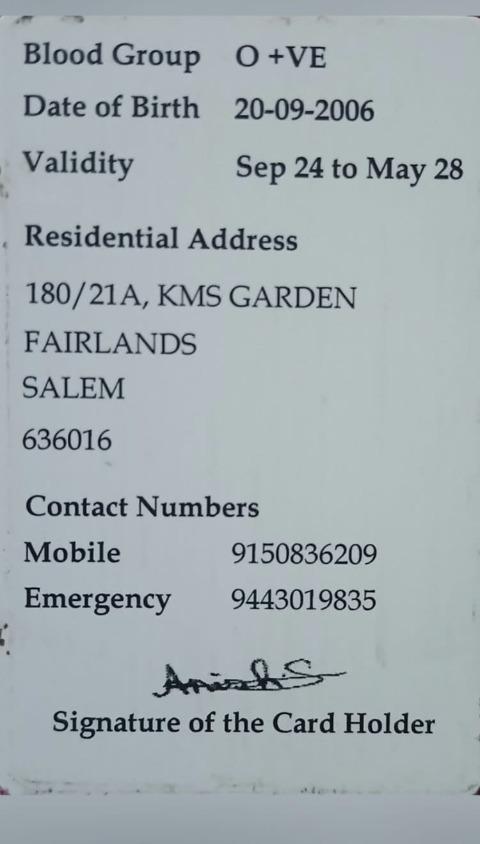 Blood Group O +VE
Date of Birth 20-09-2006
Validity Sep 24 to May 28
Residential Address
180/21A, KMS GARDEN
FAIRLANDS
SALEM
636016
Contact Numbers
Mobile 9150836209
Emergency 9443019835
Signature of the Card Holder